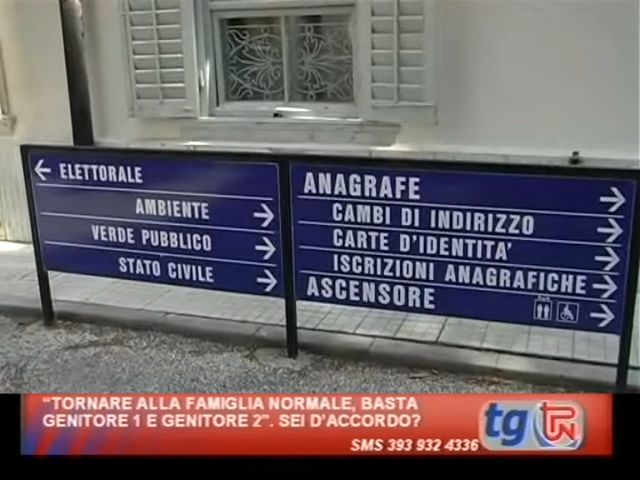 ELETTORALE
AMBIENTE
VERDE PUBBLICO
STATO CIVILE
ANAGRAFE
CAMBI DI INDIRIZZO
CARTE D'IDENTITA'
ISCRIZIONI ANAGRAFICHE
ASCENSORE
“TORNARE ALLA FAMIGLIA NORMALE, BASTA
GENITORE 1 E GENITORE 2”. SEI D'ACCORDO?
SMS 393 932 4336
tg TPN